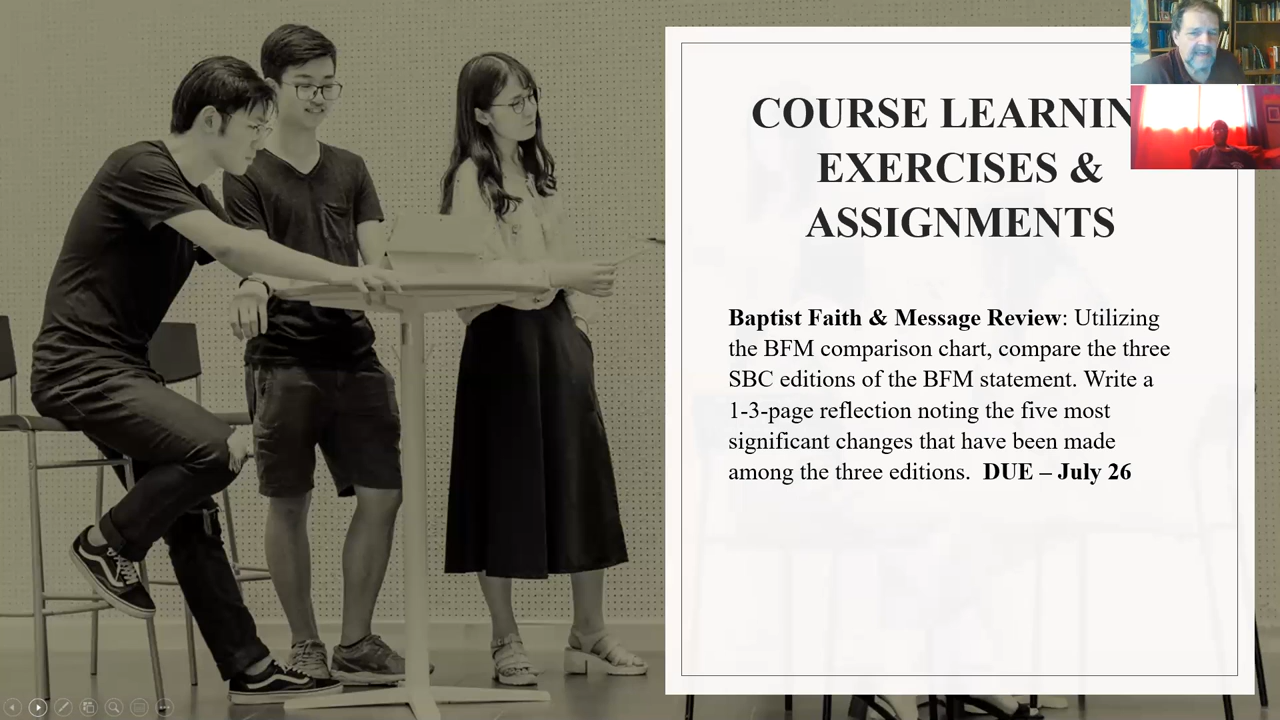 COURSE LEARNIN
EXERCISES &
ASSIGNMENTS
Baptist Faith & Message Review: Utilizing
the BFM comparison chart, compare the three
SBC editions of the BFM statement. Write a
1-3-page reflection noting the five most
significant changes that have been made
among the three editions. DUE – July 26